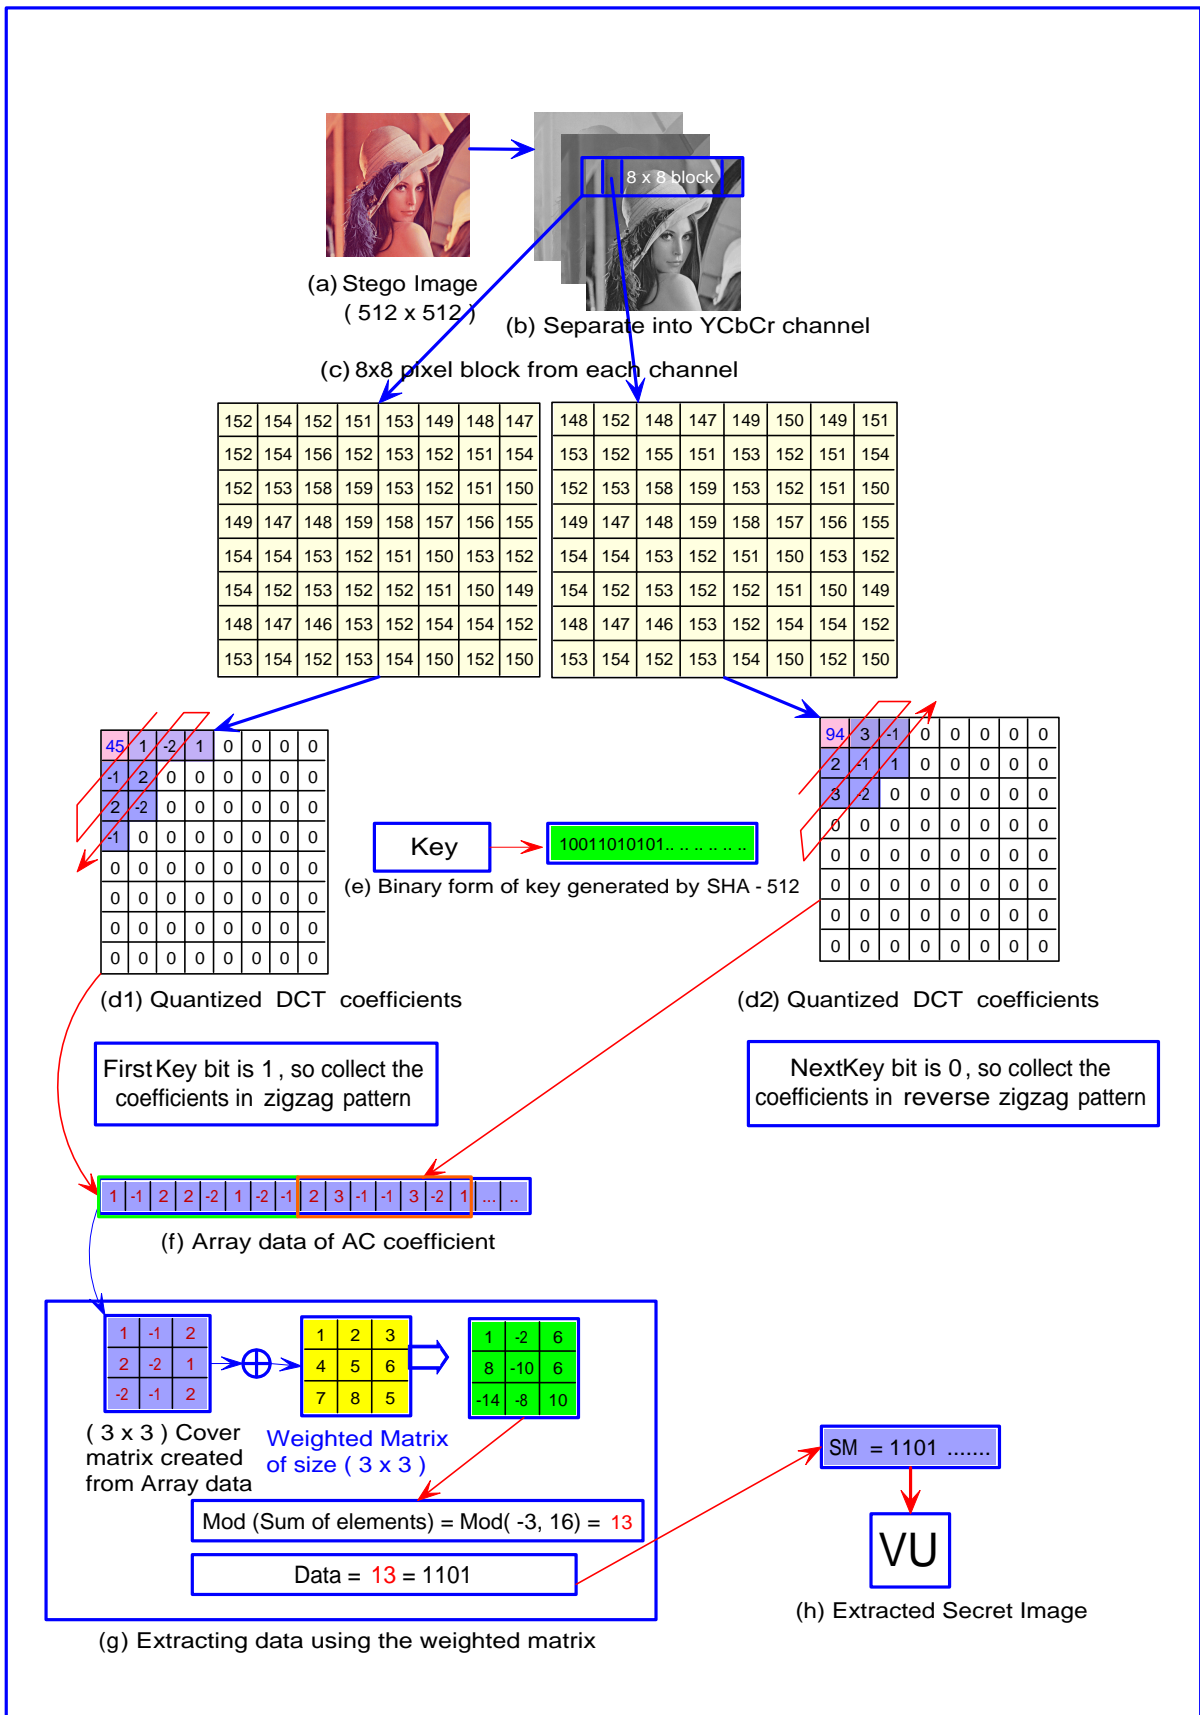 8 x 8 block
(a) Stego Image
( 512 x 512 )
(b) Separate into YCbCr channel
(c) 8x8 pixel block from each channel
152 154 152 151 153 149 148 147
152 154 156 152 153 152 151 154
152 153 158 159 153 152 151 150
149 147 148 159 158 157 156 155
154 154 153 152 151 150 153 152
154 152 153 152 152 151 150 149
148 147 146 153 152 154 154 152
153 154 152 153 154 150 152 150
148 152 148 147 149 150 149 151
153 152 155 151 153 152 151 154
152 153 158 159 153 152 151 150
149 147 148 159 158 157 156 155
154 154 153 152 151 150 153 152
154 152 153 152 152 151 150 149
148 147 146 153 152 154 154 152
153 154 152 153 154 150 152 150
45 1 -2 1 0 0 0 0
-1 2 0 0 0 0 0 0
2 -2 0 0 0 0 0 0
-1 0 0 0 0 0 0 0
0 0 0 0 0 0 0 0
0 0 0 0 0 0 0 0
0 0 0 0 0 0 0 0
0 0 0 0 0 0 0 0
94 3 -1 0 0 0 0 0
2 -1 1 0 0 0 0 0
3 -2 0 0 0 0 0 0
0 0 0 0 0 0 0 0
0 0 0 0 0 0 0 0
0 0 0 0 0 0 0 0
0 0 0 0 0 0 0 0
0 0 0 0 0 0 0 0
Key
10011010101.. .. .. .. .. ..
(e) Binary form of key generated by SHA - 512
(d1) Quantized DCT coefficients
(d2) Quantized DCT coefficients
First Key bit is 1 , so collect the
coefficients in zigzag pattern
NextKey bit is 0 , so collect the
coefficients in reverse zigzag pattern
1 -1 2 2 -2 1 -2 -1 2 3 -1 -1 3 -2 1 ... ..
(f) Array data of AC coefficient
1 -1 2
2 -2 1
-2 -1 2
1 2 3
4 5 6
7 8 5
1 -2 6
8 -10 6
-14 -8 10
( 3 x 3 ) Cover
matrix created
from Array data
Weighted Matrix
of size ( 3 x 3 )
Mod (Sum of elements) = Mod( -3, 16) = 13
Data = 13 = 1101
(g) Extracting data using the weighted matrix
SM = 1101 .......
VU
(h) Extracted Secret Image